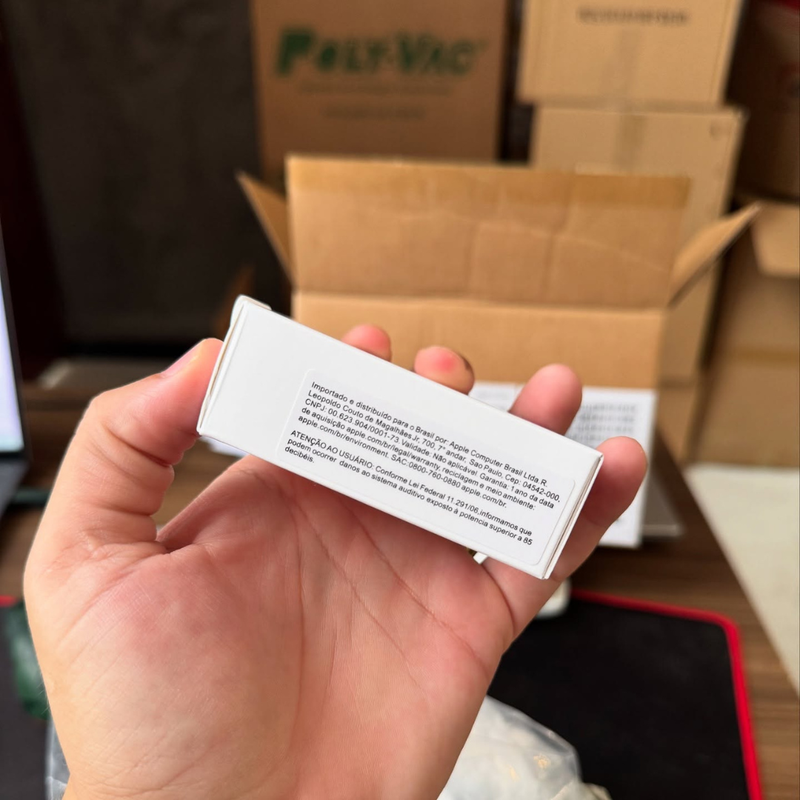 POLY-VAC
Importado e distribuído para o Brasil por: Apple Computer Brasil Ltda R.
Leopoldo Couto de Magalhães Jr, 700, 7° andar, Sao Paulo, Cep: 04542-000.
CNPJ: 00.623.904/0001-73 Validade: Não aplicável Garantia: 1 ano da data
de aquisição apple.com/br/legal/warranty, reciclagem e meio ambiente:
apple.com/br/environment. SAC:0800-760-0880 apple.com/br.
ATENÇÃO AO USUÁRIO: Conforme Lei Federal 11.291/06,informamos que
podem ocorrer danos ao sistema auditivo exposto à potencia superior a 85
decibéis.